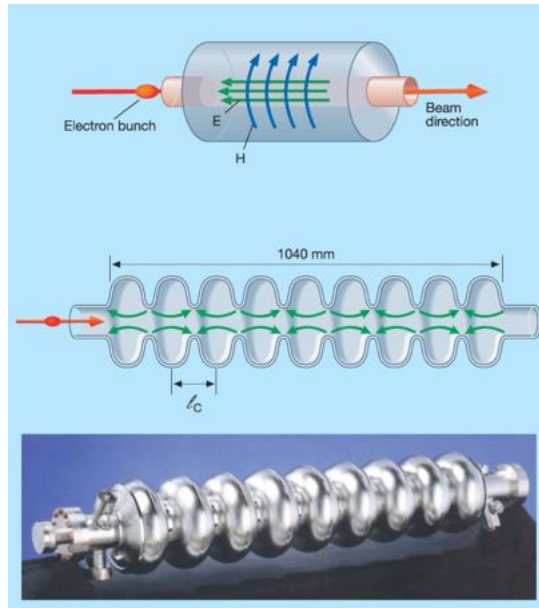 Electron bunch
E
H
Beam
direction
1040 mm
ℓC